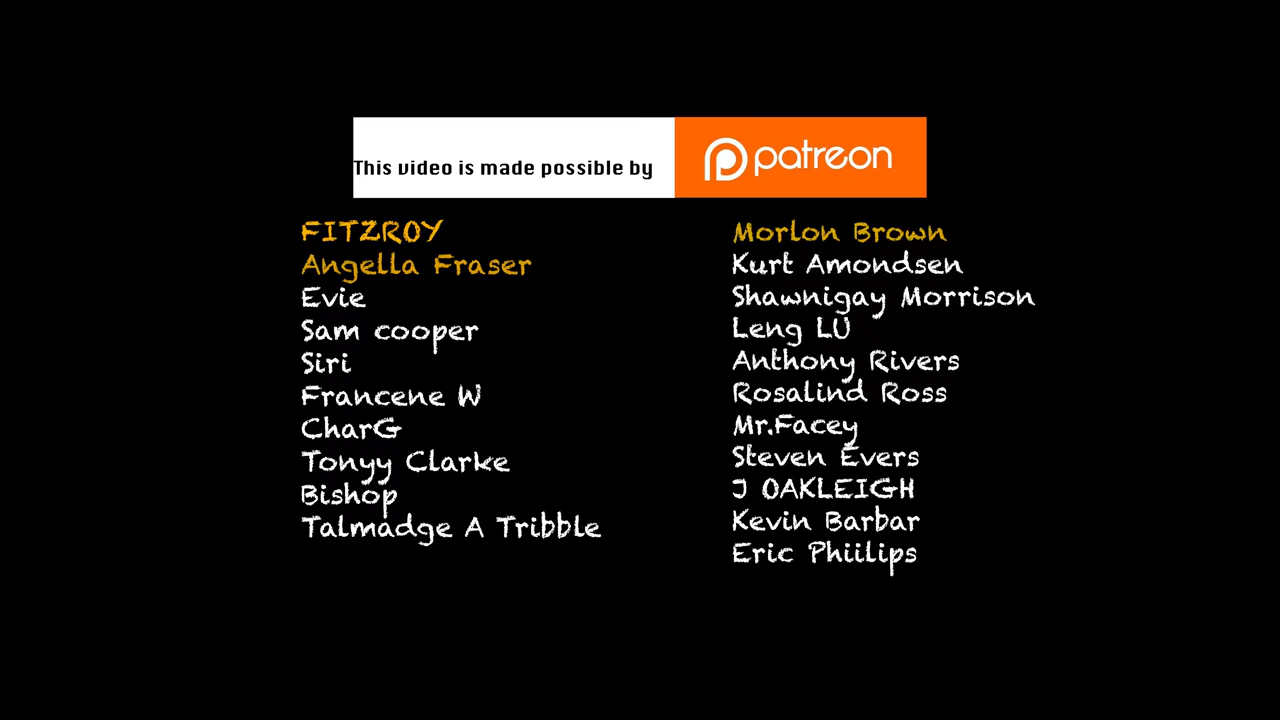 This video is made possible by patreon
FITZROY
Angella Fraser
Evie
Sam cooper
Siri
Francene W
CharG
Tonyy Clarke
Bishop
Talmadge A Tribble
Morlon Brown
Kurt Amondsen
Shawnigay Morrison
Leng LU
Anthony Rivers
Rosalind Ross
Mr.Facey
Steven Evers
J OAKLEIGH
Kevin Barbar
Eric Phiilips